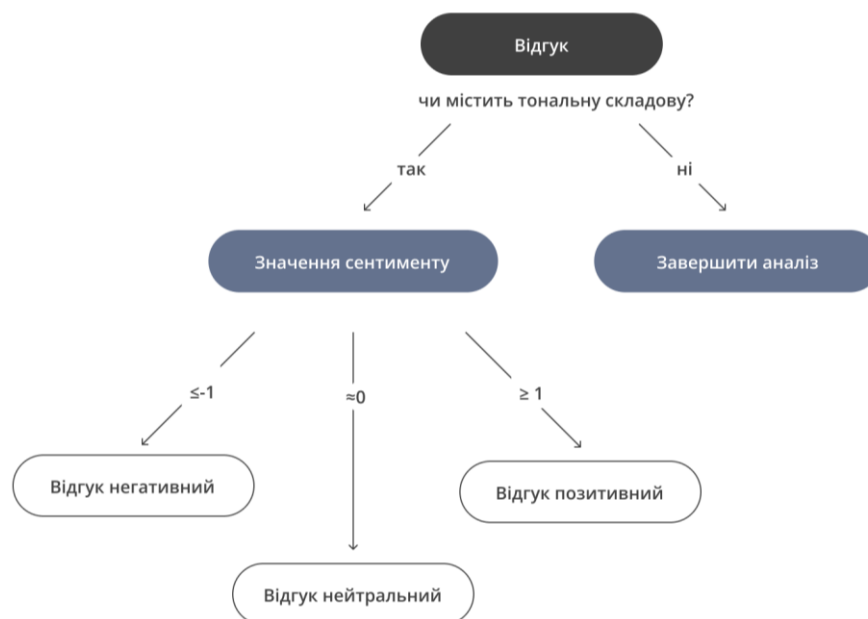 Відгук
чи містить тональну складову?
так
ні
Значення сентименту
Завершити аналіз
≤-1
≈0
≥ 1
Відгук негативний
Відгук позитивний
Відгук нейтральний